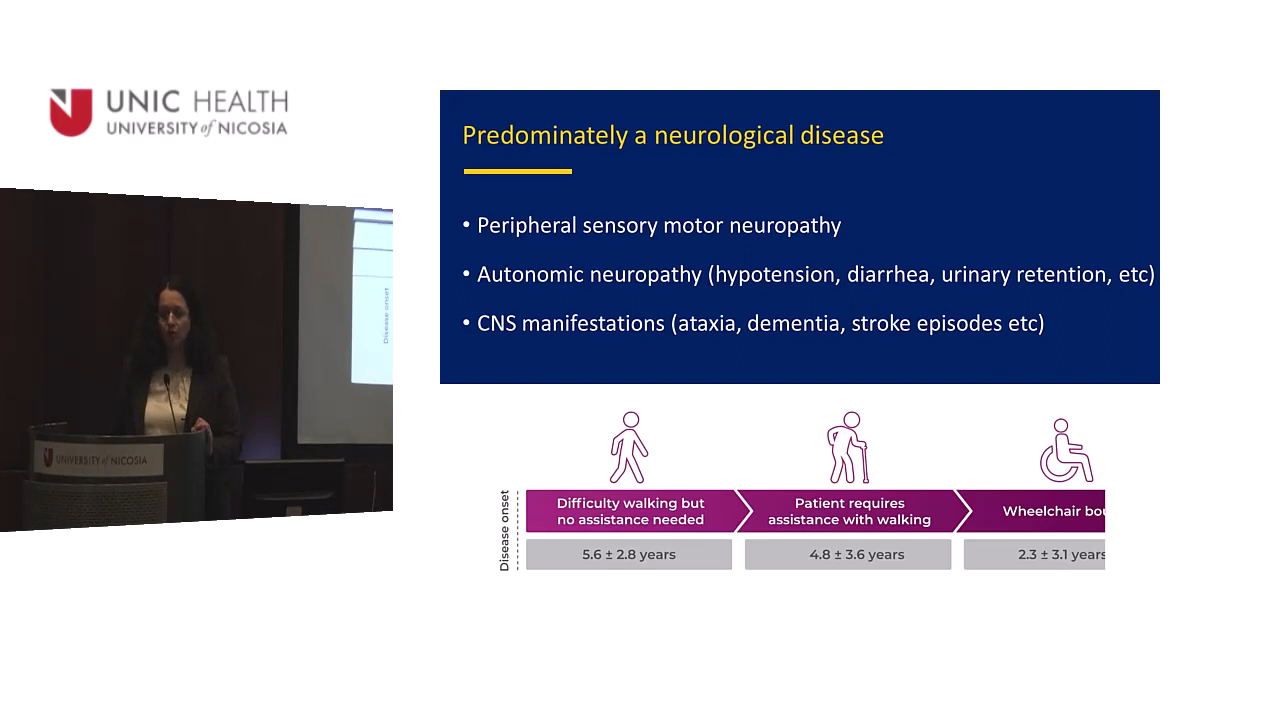 UNIC HEALTH
UNIVERSITY of NICOSIA
Predominately a neurological disease
• Peripheral sensory motor neuropathy
• Autonomic neuropathy (hypotension, diarrhea, urinary retention, etc)
• CNS manifestations (ataxia, dementia, stroke episodes etc)
Disease onset
UNIVERSITY of NICOSIA
Disease onset
Difficulty walking but
no assistance needed
Patient requires
assistance with walking
Wheelchair bou
5.6 ± 2.8 years
4.8 ± 3.6 years
2.3 ± 3.1 years